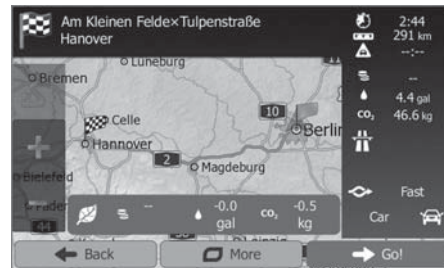 Am Kleinen Felde×Tulpenstraße
Hanover
2:44
291 km
--:--
--
4.4 gal
CO₂ 46.6 kg
Fast
Car
Luneburg
Bremen
Celle
Hannover
10
Berlin
2
Magdeburg
Bielefeld
44
--
-0.0
gal
CO₂
-0.5
kg
Back
More
Go!